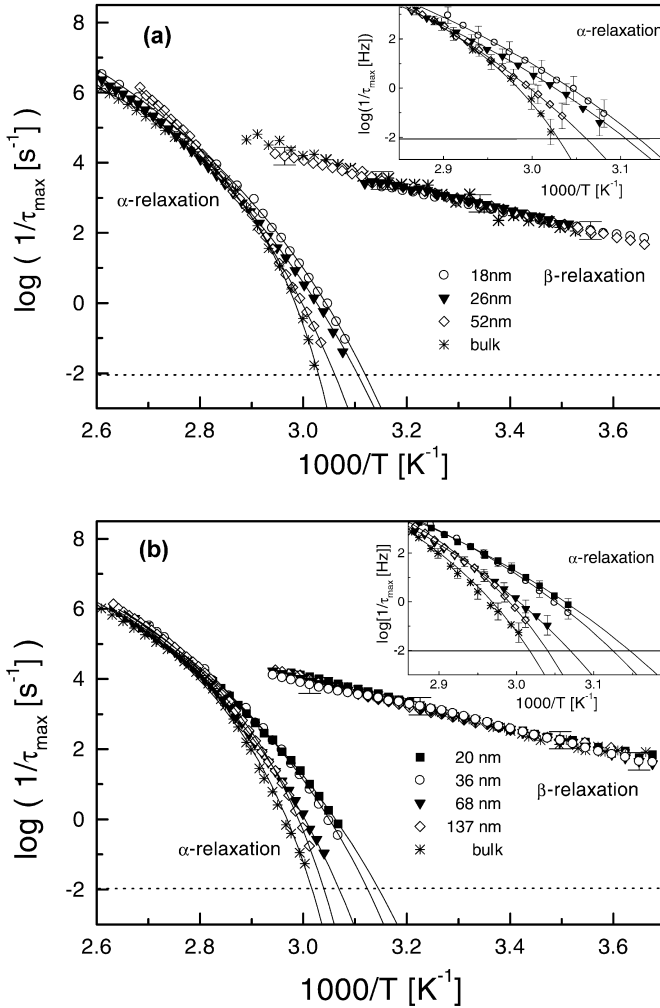 (a)
8
6
4
2
0
-2
log ( 1/τmax [s⁻¹] )
α-relaxation
β-relaxation
18nm
26nm
52nm
bulk
2.6 2.8 3.0 3.2 3.4 3.6
1000/T [K⁻¹]
α-relaxation
log(1/τmax [Hz])
2
0
-2
2.9 3.0 3.1
1000/T [K⁻¹]
(b)
8
6
4
2
0
-2
log ( 1/τmax [s⁻¹] )
α-relaxation
β-relaxation
20 nm
36 nm
68 nm
137 nm
bulk
2.6 2.8 3.0 3.2 3.4 3.6
1000/T [K⁻¹]
α-relaxation
log[1/τmax [Hz]]
2
0
-2
2.9 3.0 3.1
1000/T [K⁻¹]